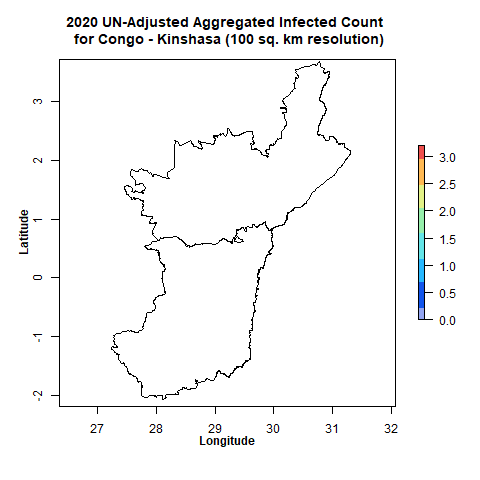 2020 UN-Adjusted Aggregated Infected Count
for Congo - Kinshasa (100 sq. km resolution)
3
2
1
0
-1
-2
Latitude
27 28 29 30 31 32
Longitude
3.0
2.5
2.0
1.5
1.0
0.5
0.0